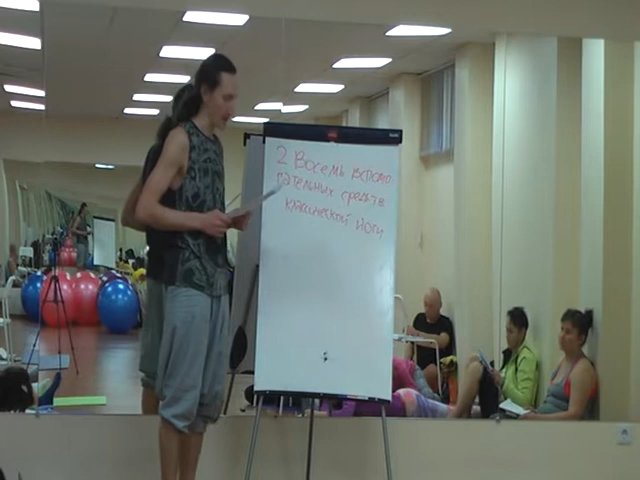 2 Восемь вспомо
гательных средств
классической йоги